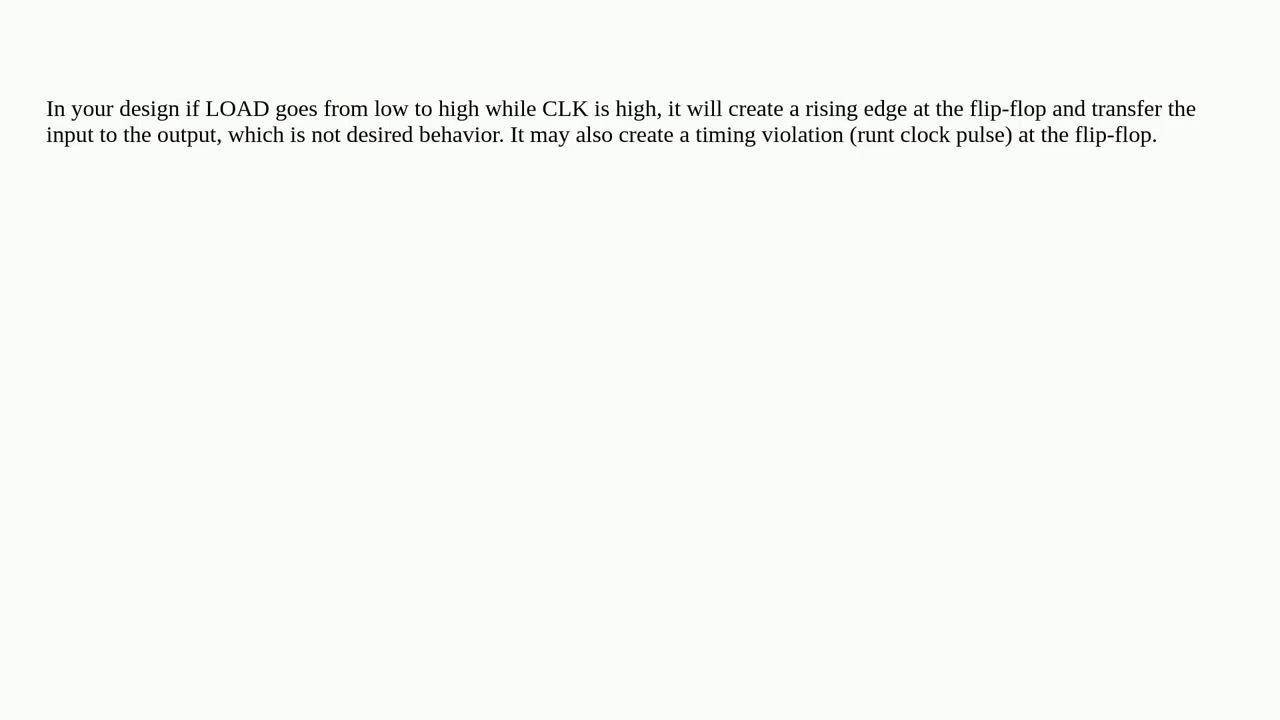 In your design if LOAD goes from low to high while CLK is high, it will create a rising edge at the flip-flop and transfer the
input to the output, which is not desired behavior. It may also create a timing violation (runt clock pulse) at the flip-flop.